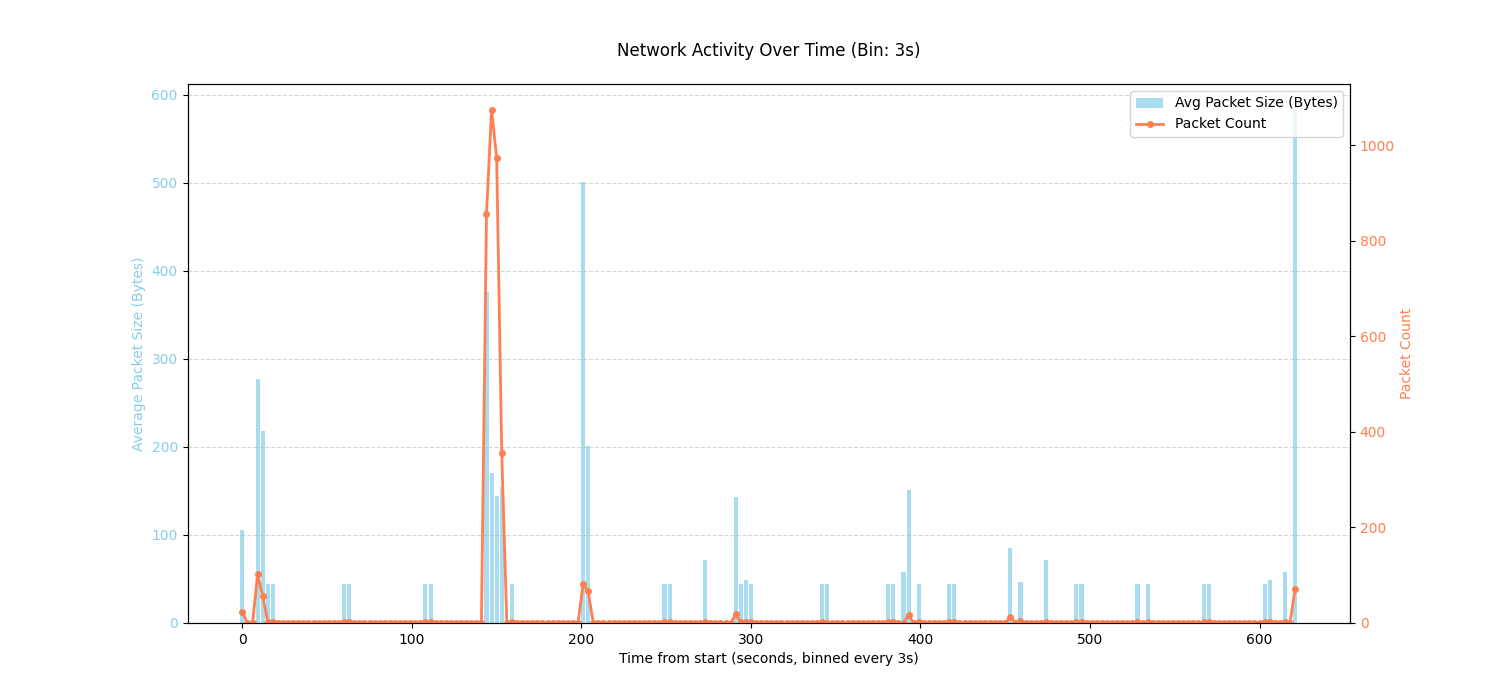 Network Activity Over Time (Bin: 3s)
Avg Packet Size (Bytes)
Packet Count
Average Packet Size (Bytes)
600
500
400
300
200
100
0
Packet Count
1000
800
600
400
200
0
0 100 200 300 400 500 600
Time from start (seconds, binned every 3s)